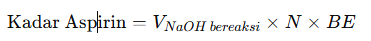 Kadar Aspirin = V_{NaOH bereaksi} × N × BE